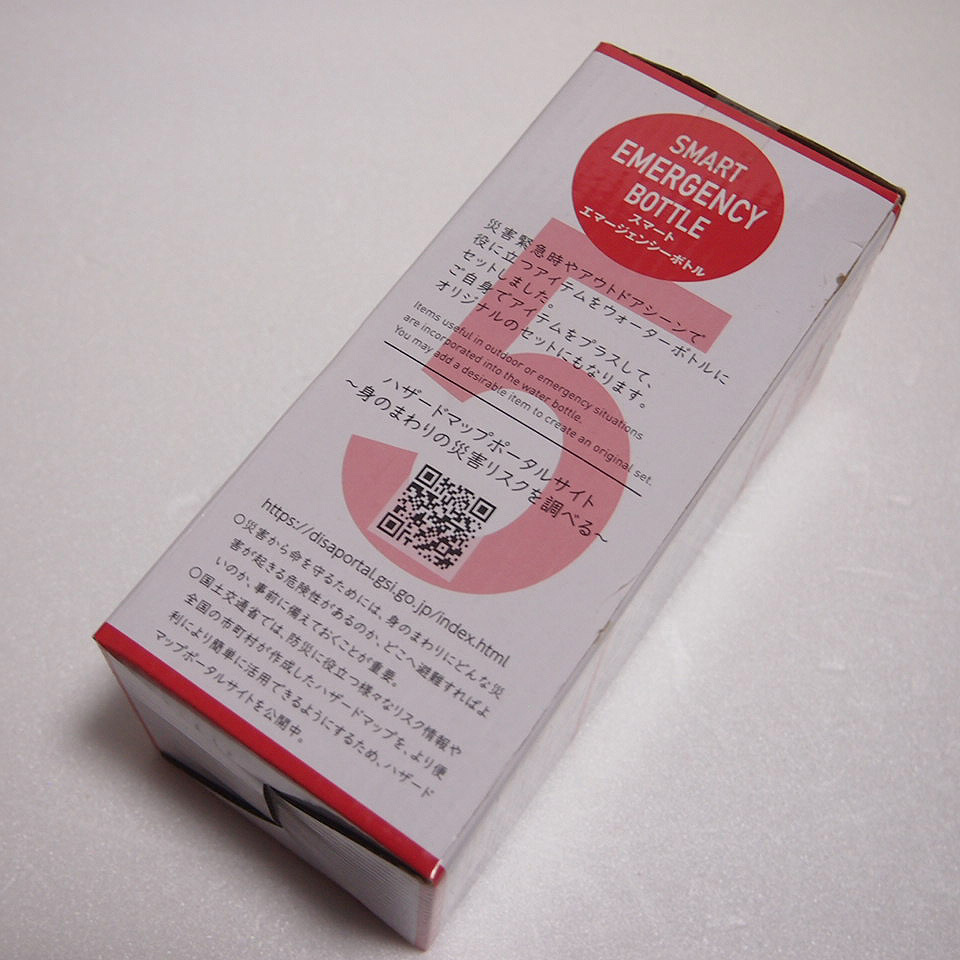 SMART
EMERGENCY
BOTTLE
スマート
エマージェンシーボトル
災害緊急時やアウトドアシーンで
役に立つアイテムをウォーターボトルに
セットしました。
ご自身でアイテムをプラスして、
オリジナルのセットにもなります。
Items useful in outdoor or emergency situations
are incorporated into the water bottle.
You may add a desirable item to create an original set.
ハザードマップポータルサイト
~身のまわりの災害リスクを調べる~
https://disaportal.gsi.go.jp/index.html
○災害から命を守るためには、身のまわりにどんな災
害が起きる危険性があるのか、どこへ避難すればよ
いのか、事前に備えておくことが重要。
○国土交通省では、防災に役立つ様々なリスク情報や
全国の市町村が作成したハザードマップを、より便
利により簡単に活用できるようにするため、ハザード
マップポータルサイトを公開中。
5